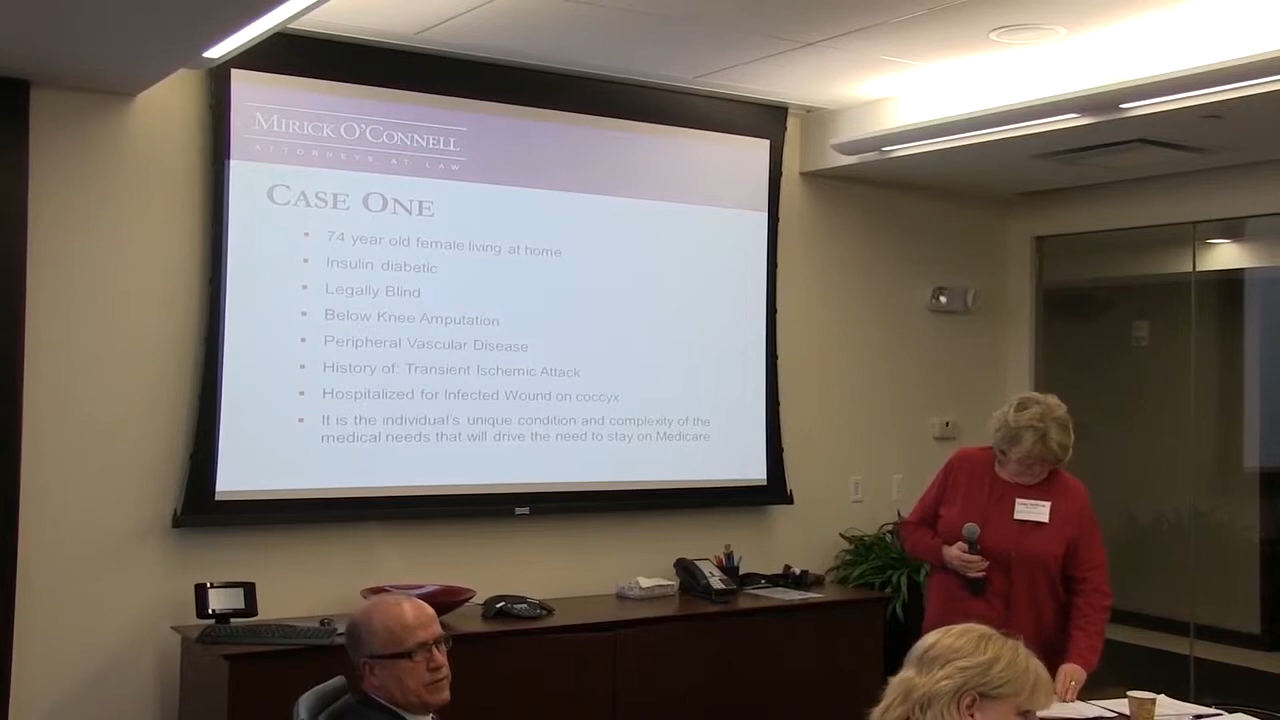 MIRICK O'CONNELL
ATTORNEYS AT LAW
CASE ONE
74 year old female living at home
Insulin diabetic
Legally Blind
Below Knee Amputation
Peripheral Vascular Disease
History of: Transient Ischemic Attack
Hospitalized for Infected Wound on coccyx
It is the individual's unique condition and complexity of the
medical needs that will drive the need to stay on Medicare